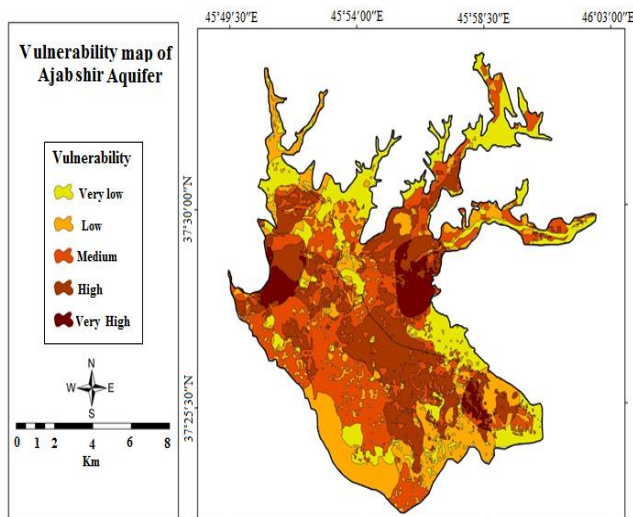 Vulnerability map of
Ajabshir Aquifer
Vulnerability
Very low
Low
Medium
High
Very High
N
W E
S
0 1 2 4 6 8
Km
45°49'30"E 45°54'00"E 45°58'30"E 46°03'00"E
37°30'00"N
37°25'30"N